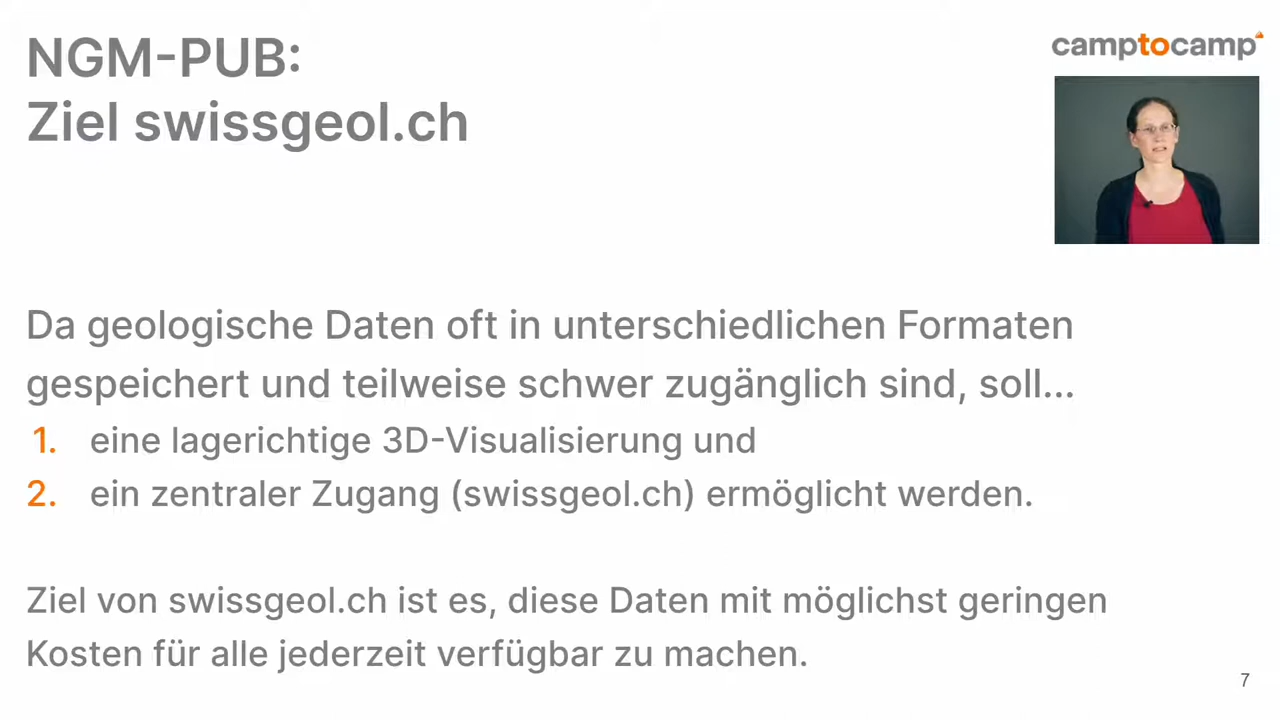 NGM-PUB:
Ziel swissgeol.ch
camptocamp
Da geologische Daten oft in unterschiedlichen Formaten
gespeichert und teilweise schwer zugänglich sind, soll...
1. eine lagerichtige 3D-Visualisierung und
2. ein zentraler Zugang (swissgeol.ch) ermöglicht werden.
Ziel von swissgeol.ch ist es, diese Daten mit möglichst geringen
Kosten für alle jederzeit verfügbar zu machen.
7